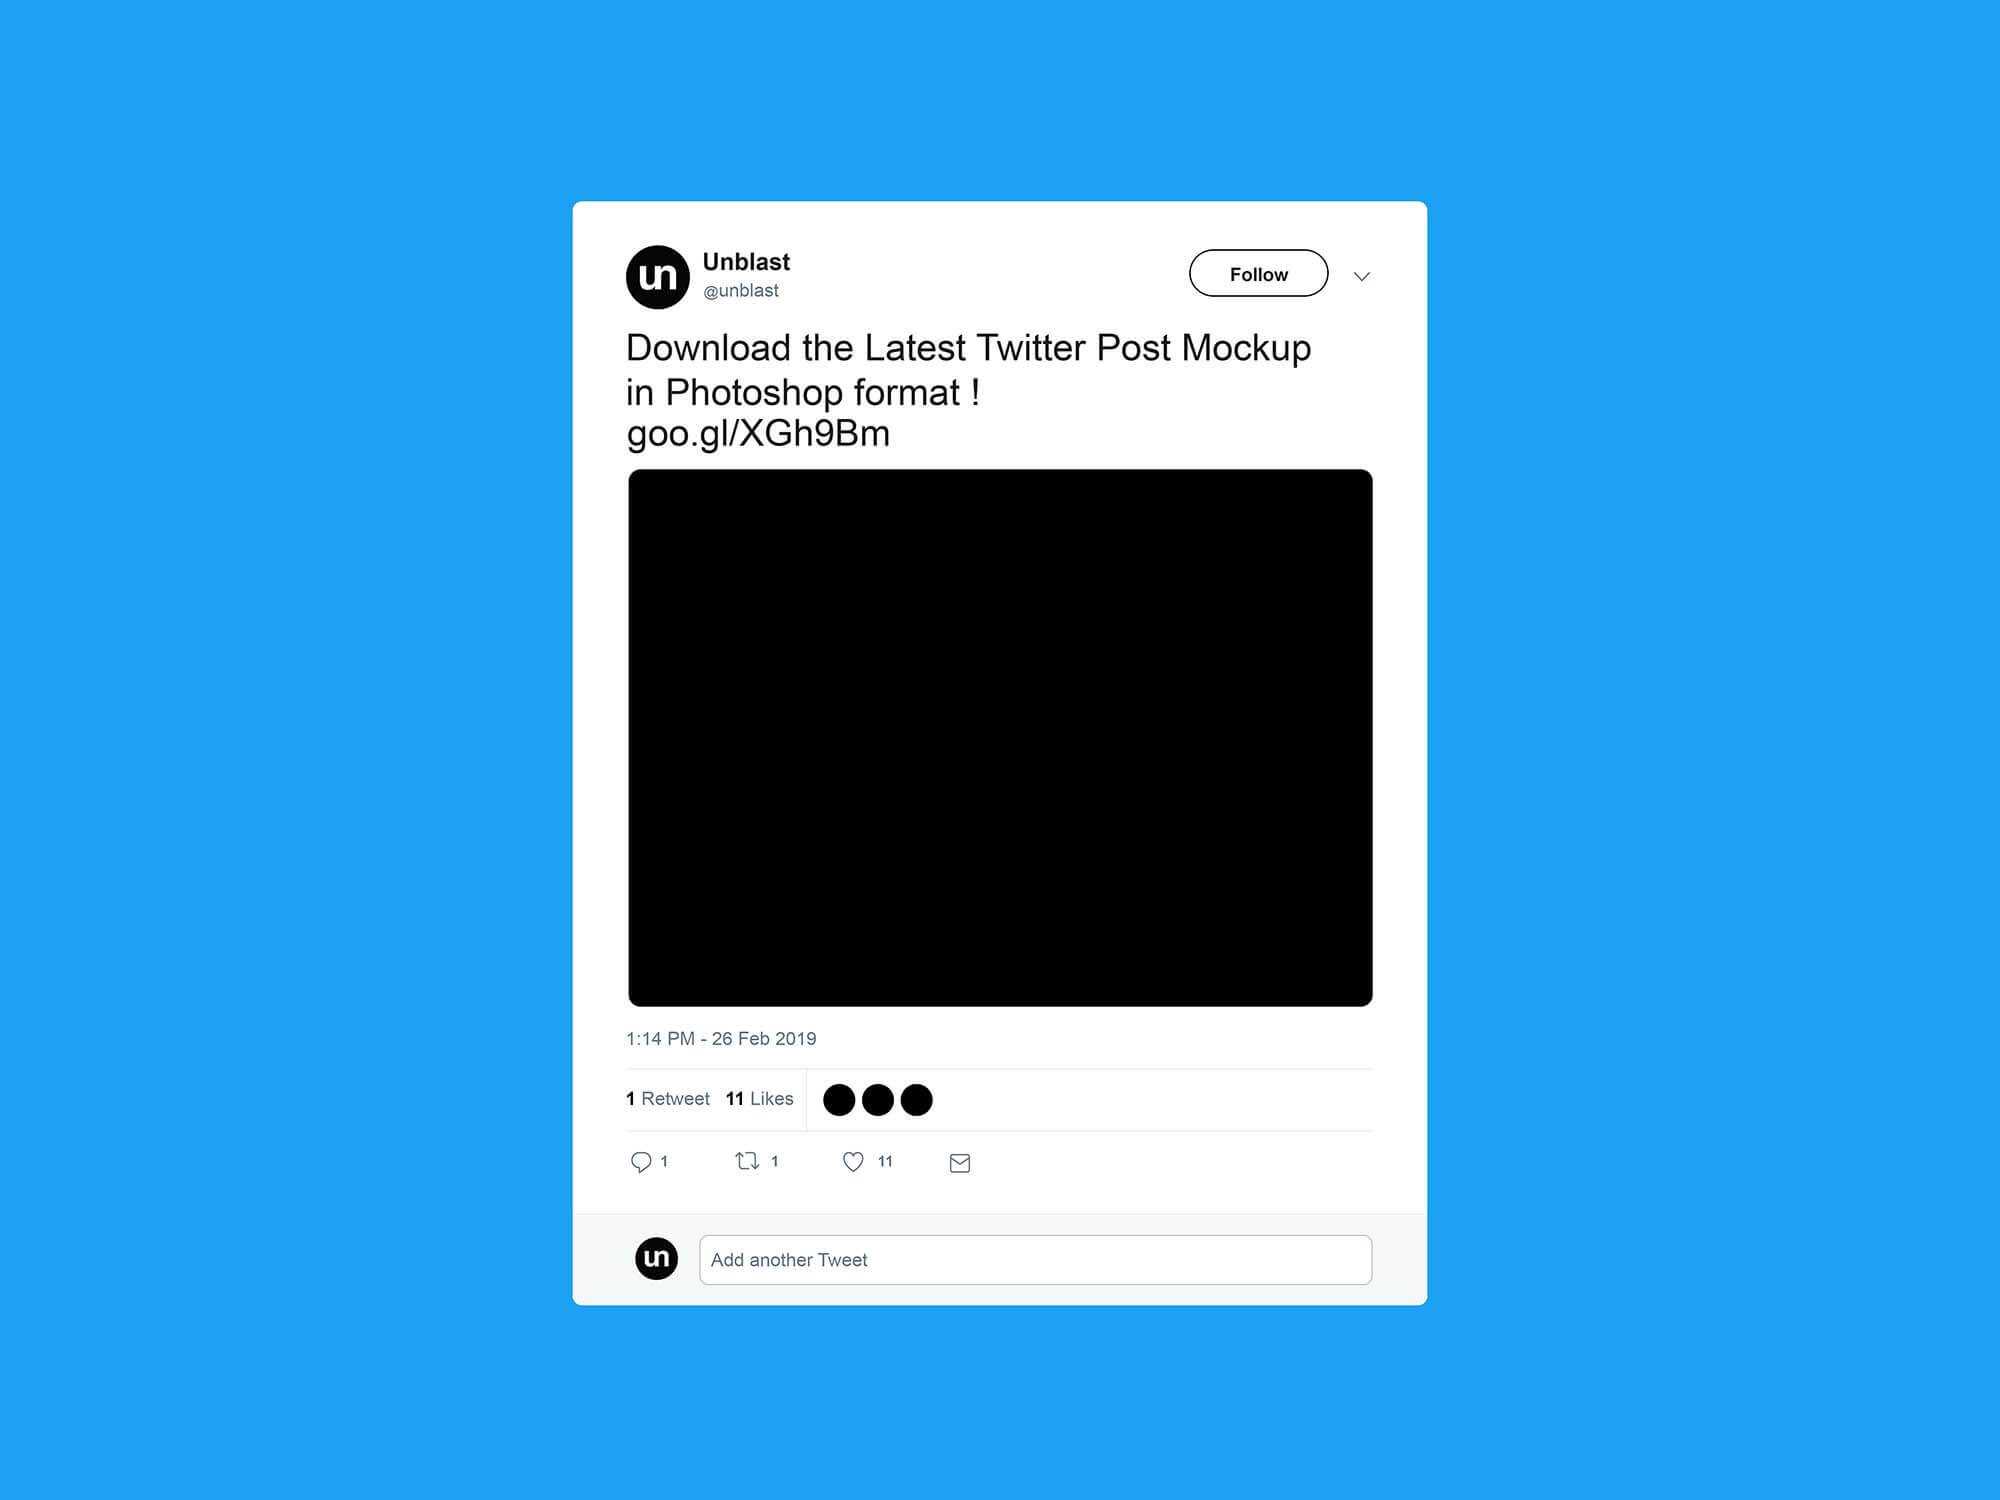 un
Unblast
@unblast
Follow
Download the Latest Twitter Post Mockup
in Photoshop format !
goo.gl/XGh9Bm
1:14 PM - 26 Feb 2019
1 Retweet 11 Likes
1 1 11
un
Add another Tweet